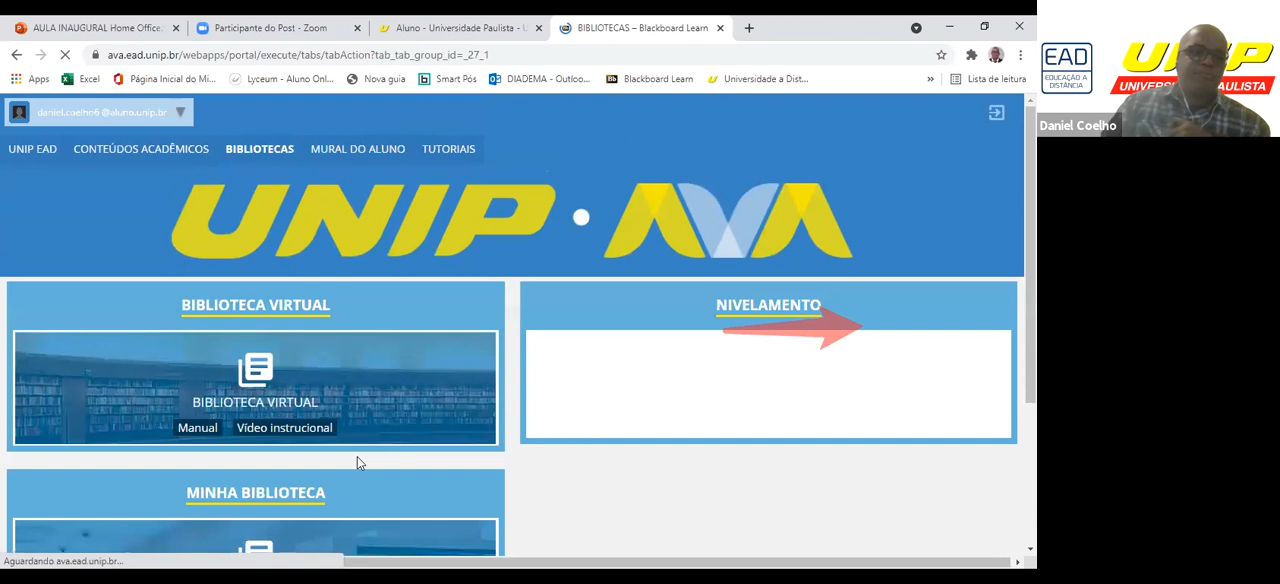 AULA INAUGURAL Home Office.
Participante do Post - Zoom
Aluno - Universidade Paulista - U
BIBLIOTECAS – Blackboard Learn
ava.ead.unip.br/webapps/portal/execute/tabs/tabAction?tab_tab_group_id=_27_1
Apps
Excel
Página Inicial do Mi...
Lyceum - Aluno Onl...
Nova guia
Smart Pós
DIADEMA - Outloo...
Blackboard Learn
Universidade a Dist...
»
Lista de leitura
daniel.coelho6@aluno.unip.br
UNIP EAD
CONTEÚDOS ACADÊMICOS
BIBLIOTECAS
MURAL DO ALUNO
TUTORIAIS
UNIP • AVA
BIBLIOTECA VIRTUAL
NIVELAMENTO
BIBLIOTECA VIRTUAL
Manual
Vídeo instrucional
MINHA BIBLIOTECA
Aguardando ava.ead.unip.br...
EAD
EDUCAÇÃO A
DISTÂNCIA
UNIP
Daniel Coelho